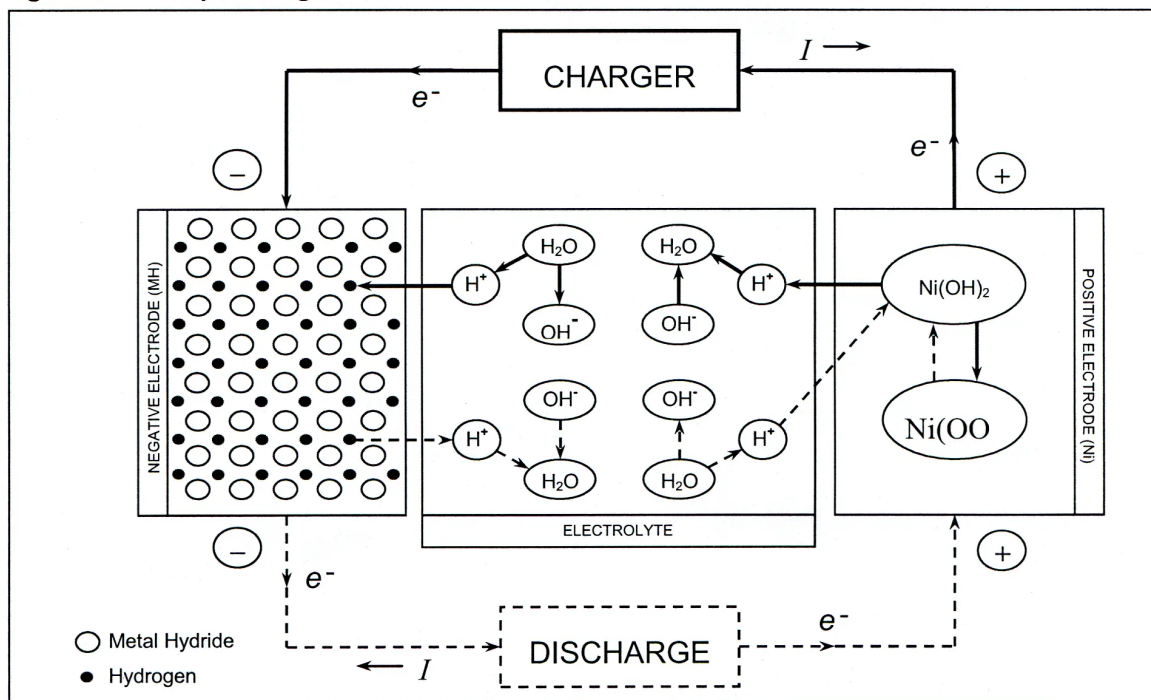 CHARGER
I
e-
e-
−
+
NEGATIVE ELECTRODE (MH)
H₂O
H⁺
OH⁻
H₂O
H⁺
OH⁻
Ni(OH)₂
POSITIVE ELECTRODE (Ni)
OH⁻
H⁺
H₂O
OH⁻
H⁺
H₂O
Ni(OO
ELECTROLYTE
−
+
e-
e-
DISCHARGE
I
Metal Hydride
Hydrogen